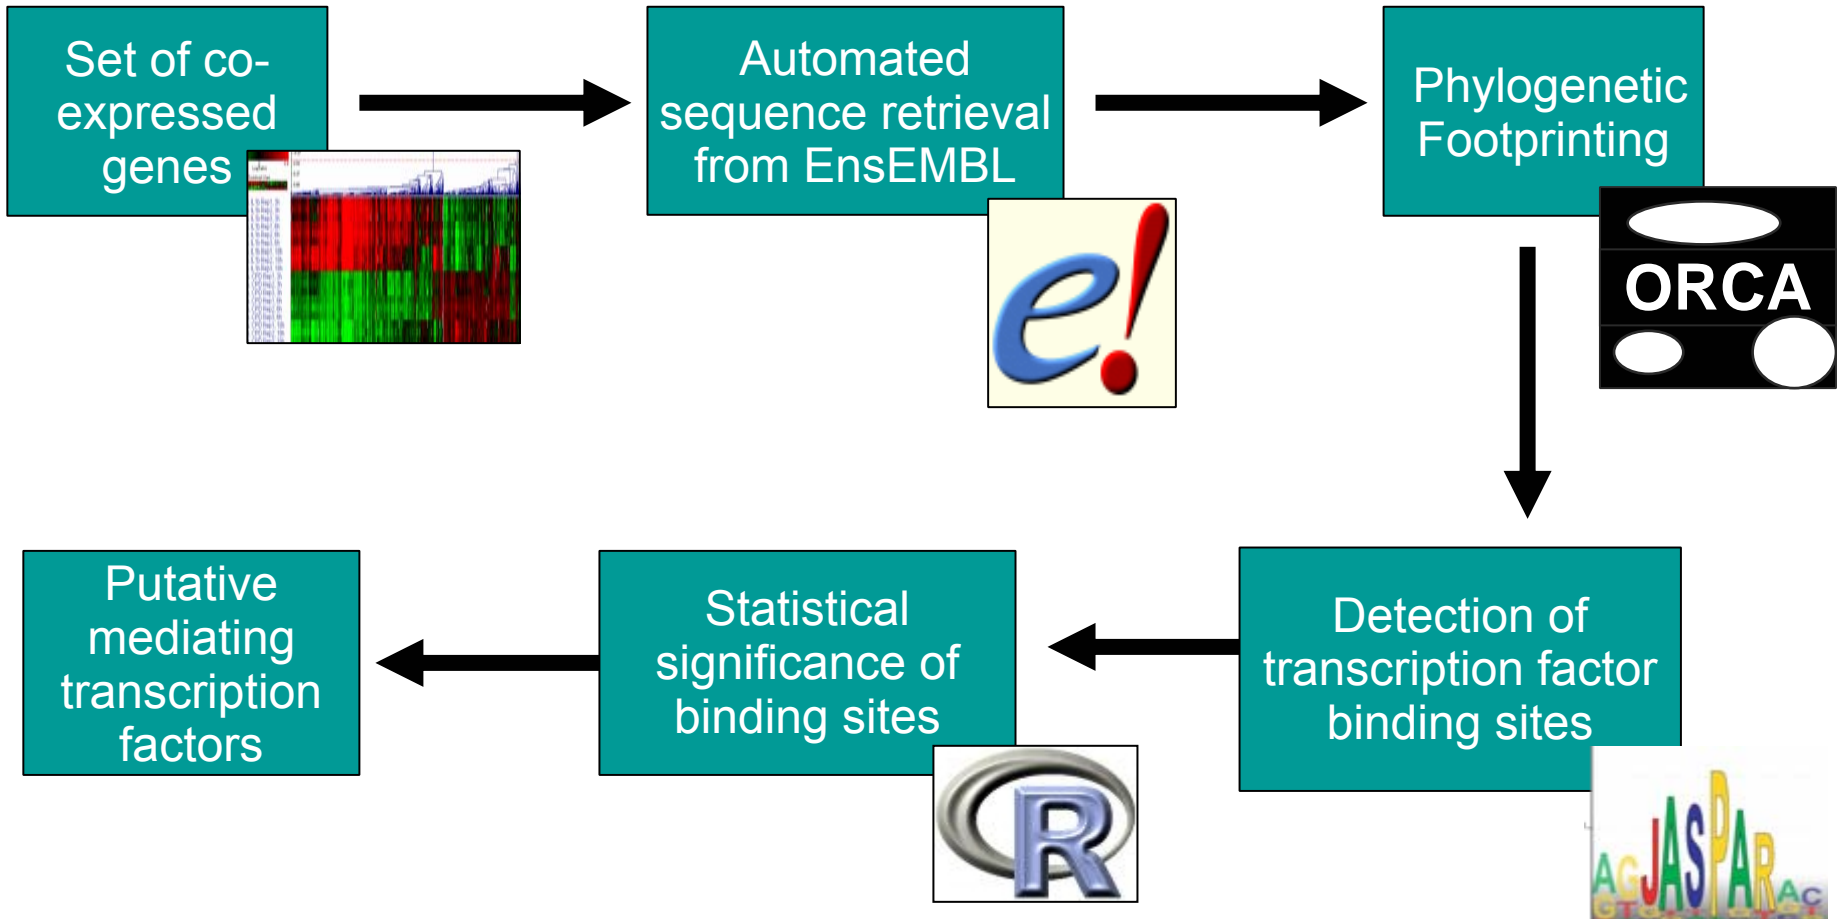 Set of co-
expressed
genes
Automated
sequence retrieval
from EnsEMBL
e!
Phylogenetic
Footprinting
ORCA
Detection of
transcription factor
binding sites
JASPAR
Statistical
significance of
binding sites
R
Putative
mediating
transcription
factors